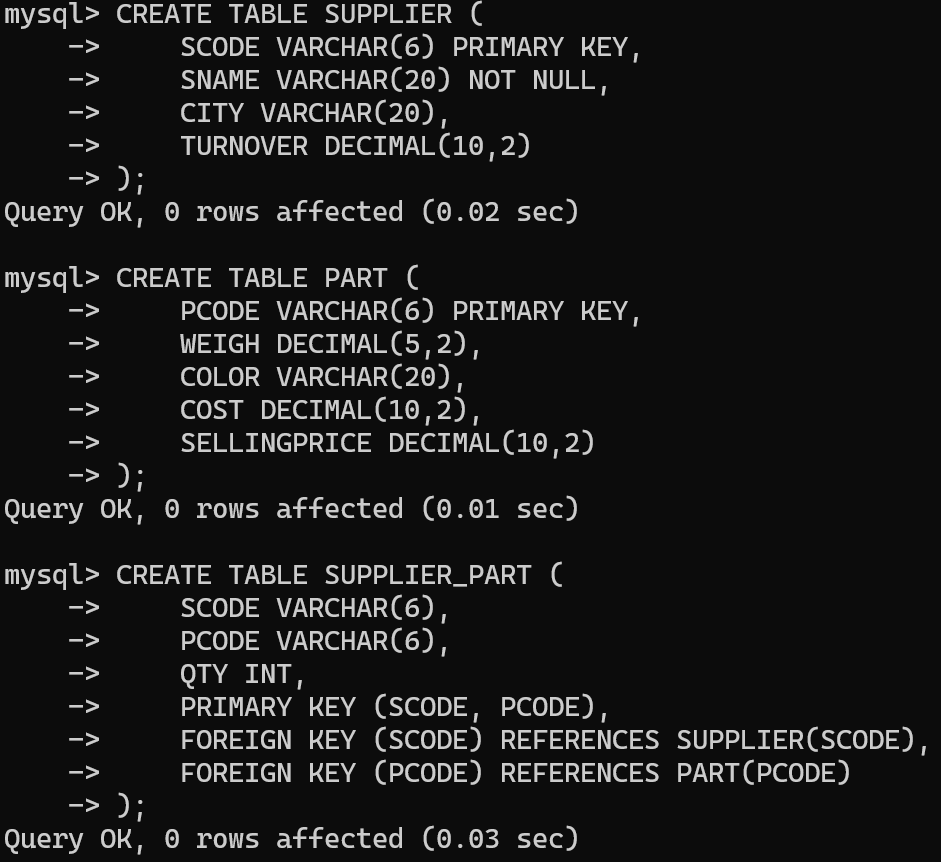 mysql> CREATE TABLE SUPPLIER (
    ->     SCODE VARCHAR(6) PRIMARY KEY,
    ->     SNAME VARCHAR(20) NOT NULL,
    ->     CITY VARCHAR(20),
    ->     TURNOVER DECIMAL(10,2)
    -> );
Query OK, 0 rows affected (0.02 sec)

mysql> CREATE TABLE PART (
    ->     PCODE VARCHAR(6) PRIMARY KEY,
    ->     WEIGH DECIMAL(5,2),
    ->     COLOR VARCHAR(20),
    ->     COST DECIMAL(10,2),
    ->     SELLINGPRICE DECIMAL(10,2)
    -> );
Query OK, 0 rows affected (0.01 sec)

mysql> CREATE TABLE SUPPLIER_PART (
    ->     SCODE VARCHAR(6),
    ->     PCODE VARCHAR(6),
    ->     QTY INT,
    ->     PRIMARY KEY (SCODE, PCODE),
    ->     FOREIGN KEY (SCODE) REFERENCES SUPPLIER(SCODE),
    ->     FOREIGN KEY (PCODE) REFERENCES PART(PCODE)
    -> );
Query OK, 0 rows affected (0.03 sec)